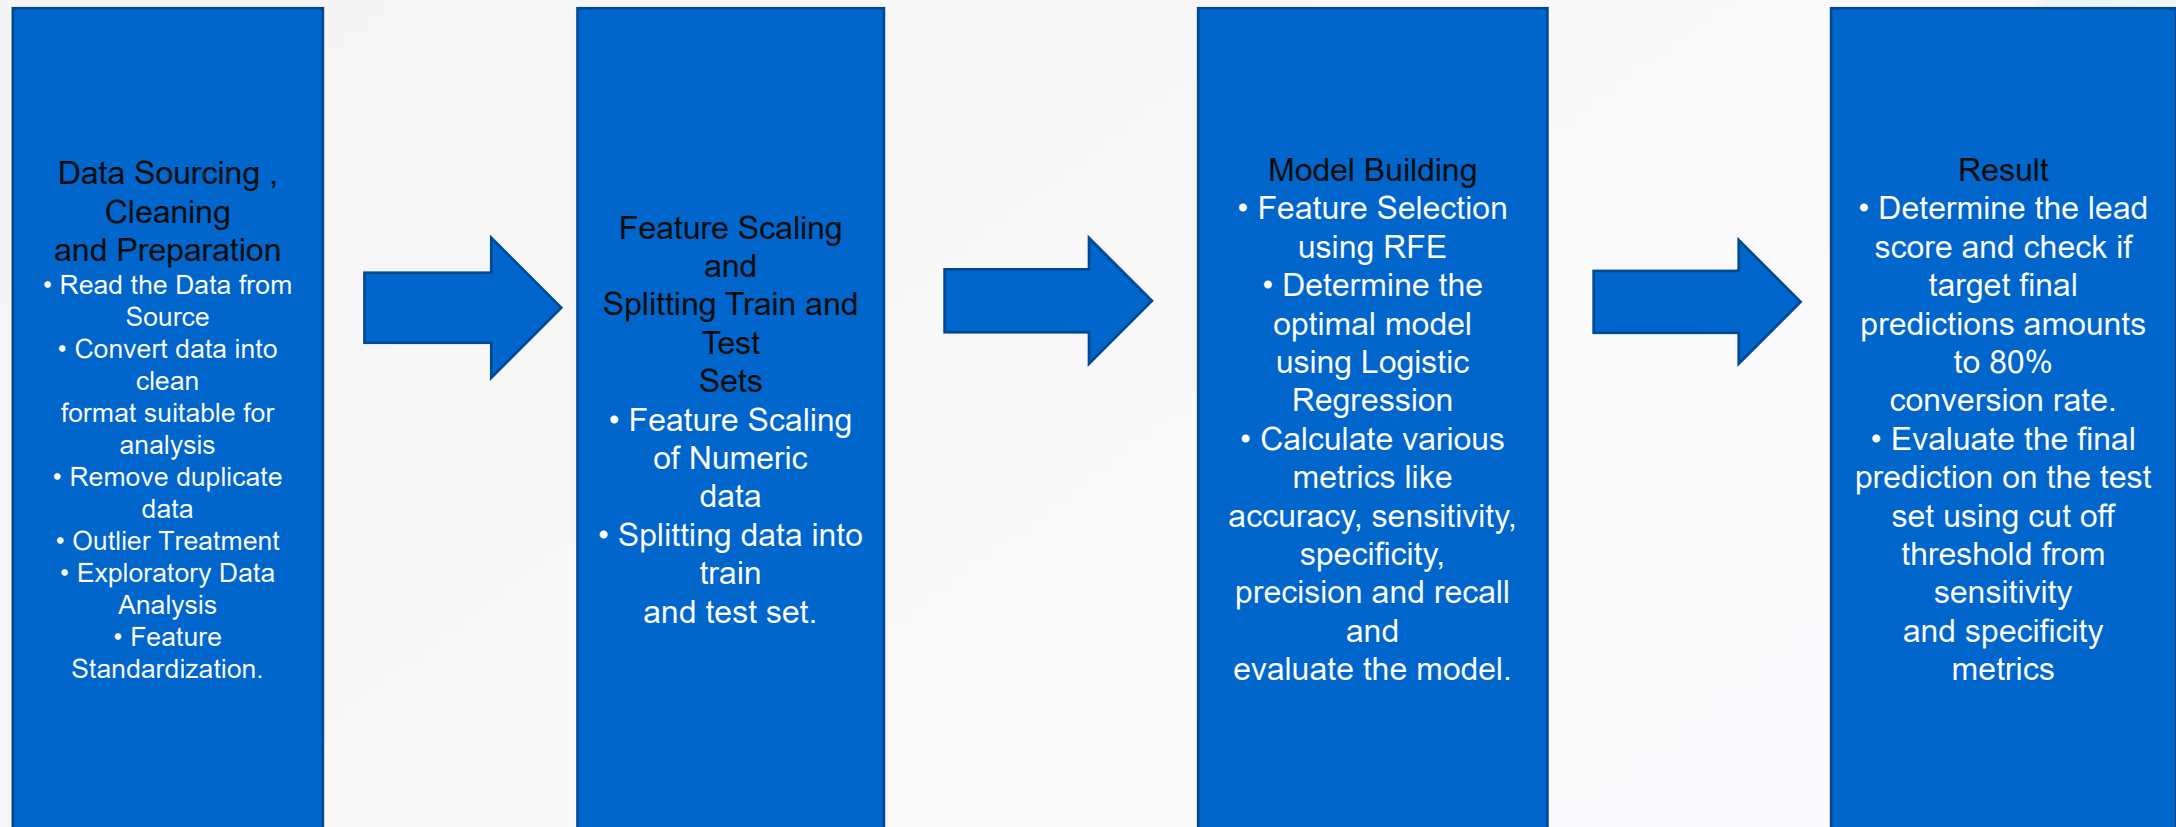 Data Sourcing ,
Cleaning
and Preparation
• Read the Data from
Source
• Convert data into
clean
format suitable for
analysis
• Remove duplicate
data
• Outlier Treatment
• Exploratory Data
Analysis
• Feature
Standardization.
Feature Scaling
and
Splitting Train and
Test
Sets
• Feature Scaling
of Numeric
data
• Splitting data into
train
and test set.
Model Building
• Feature Selection
using RFE
• Determine the
optimal model
using Logistic
Regression
• Calculate various
metrics like
accuracy, sensitivity,
specificity,
precision and recall
and
evaluate the model.
Result
• Determine the lead
score and check if
target final
predictions amounts
to 80%
conversion rate.
• Evaluate the final
prediction on the test
set using cut off
threshold from
sensitivity
and specificity
metrics